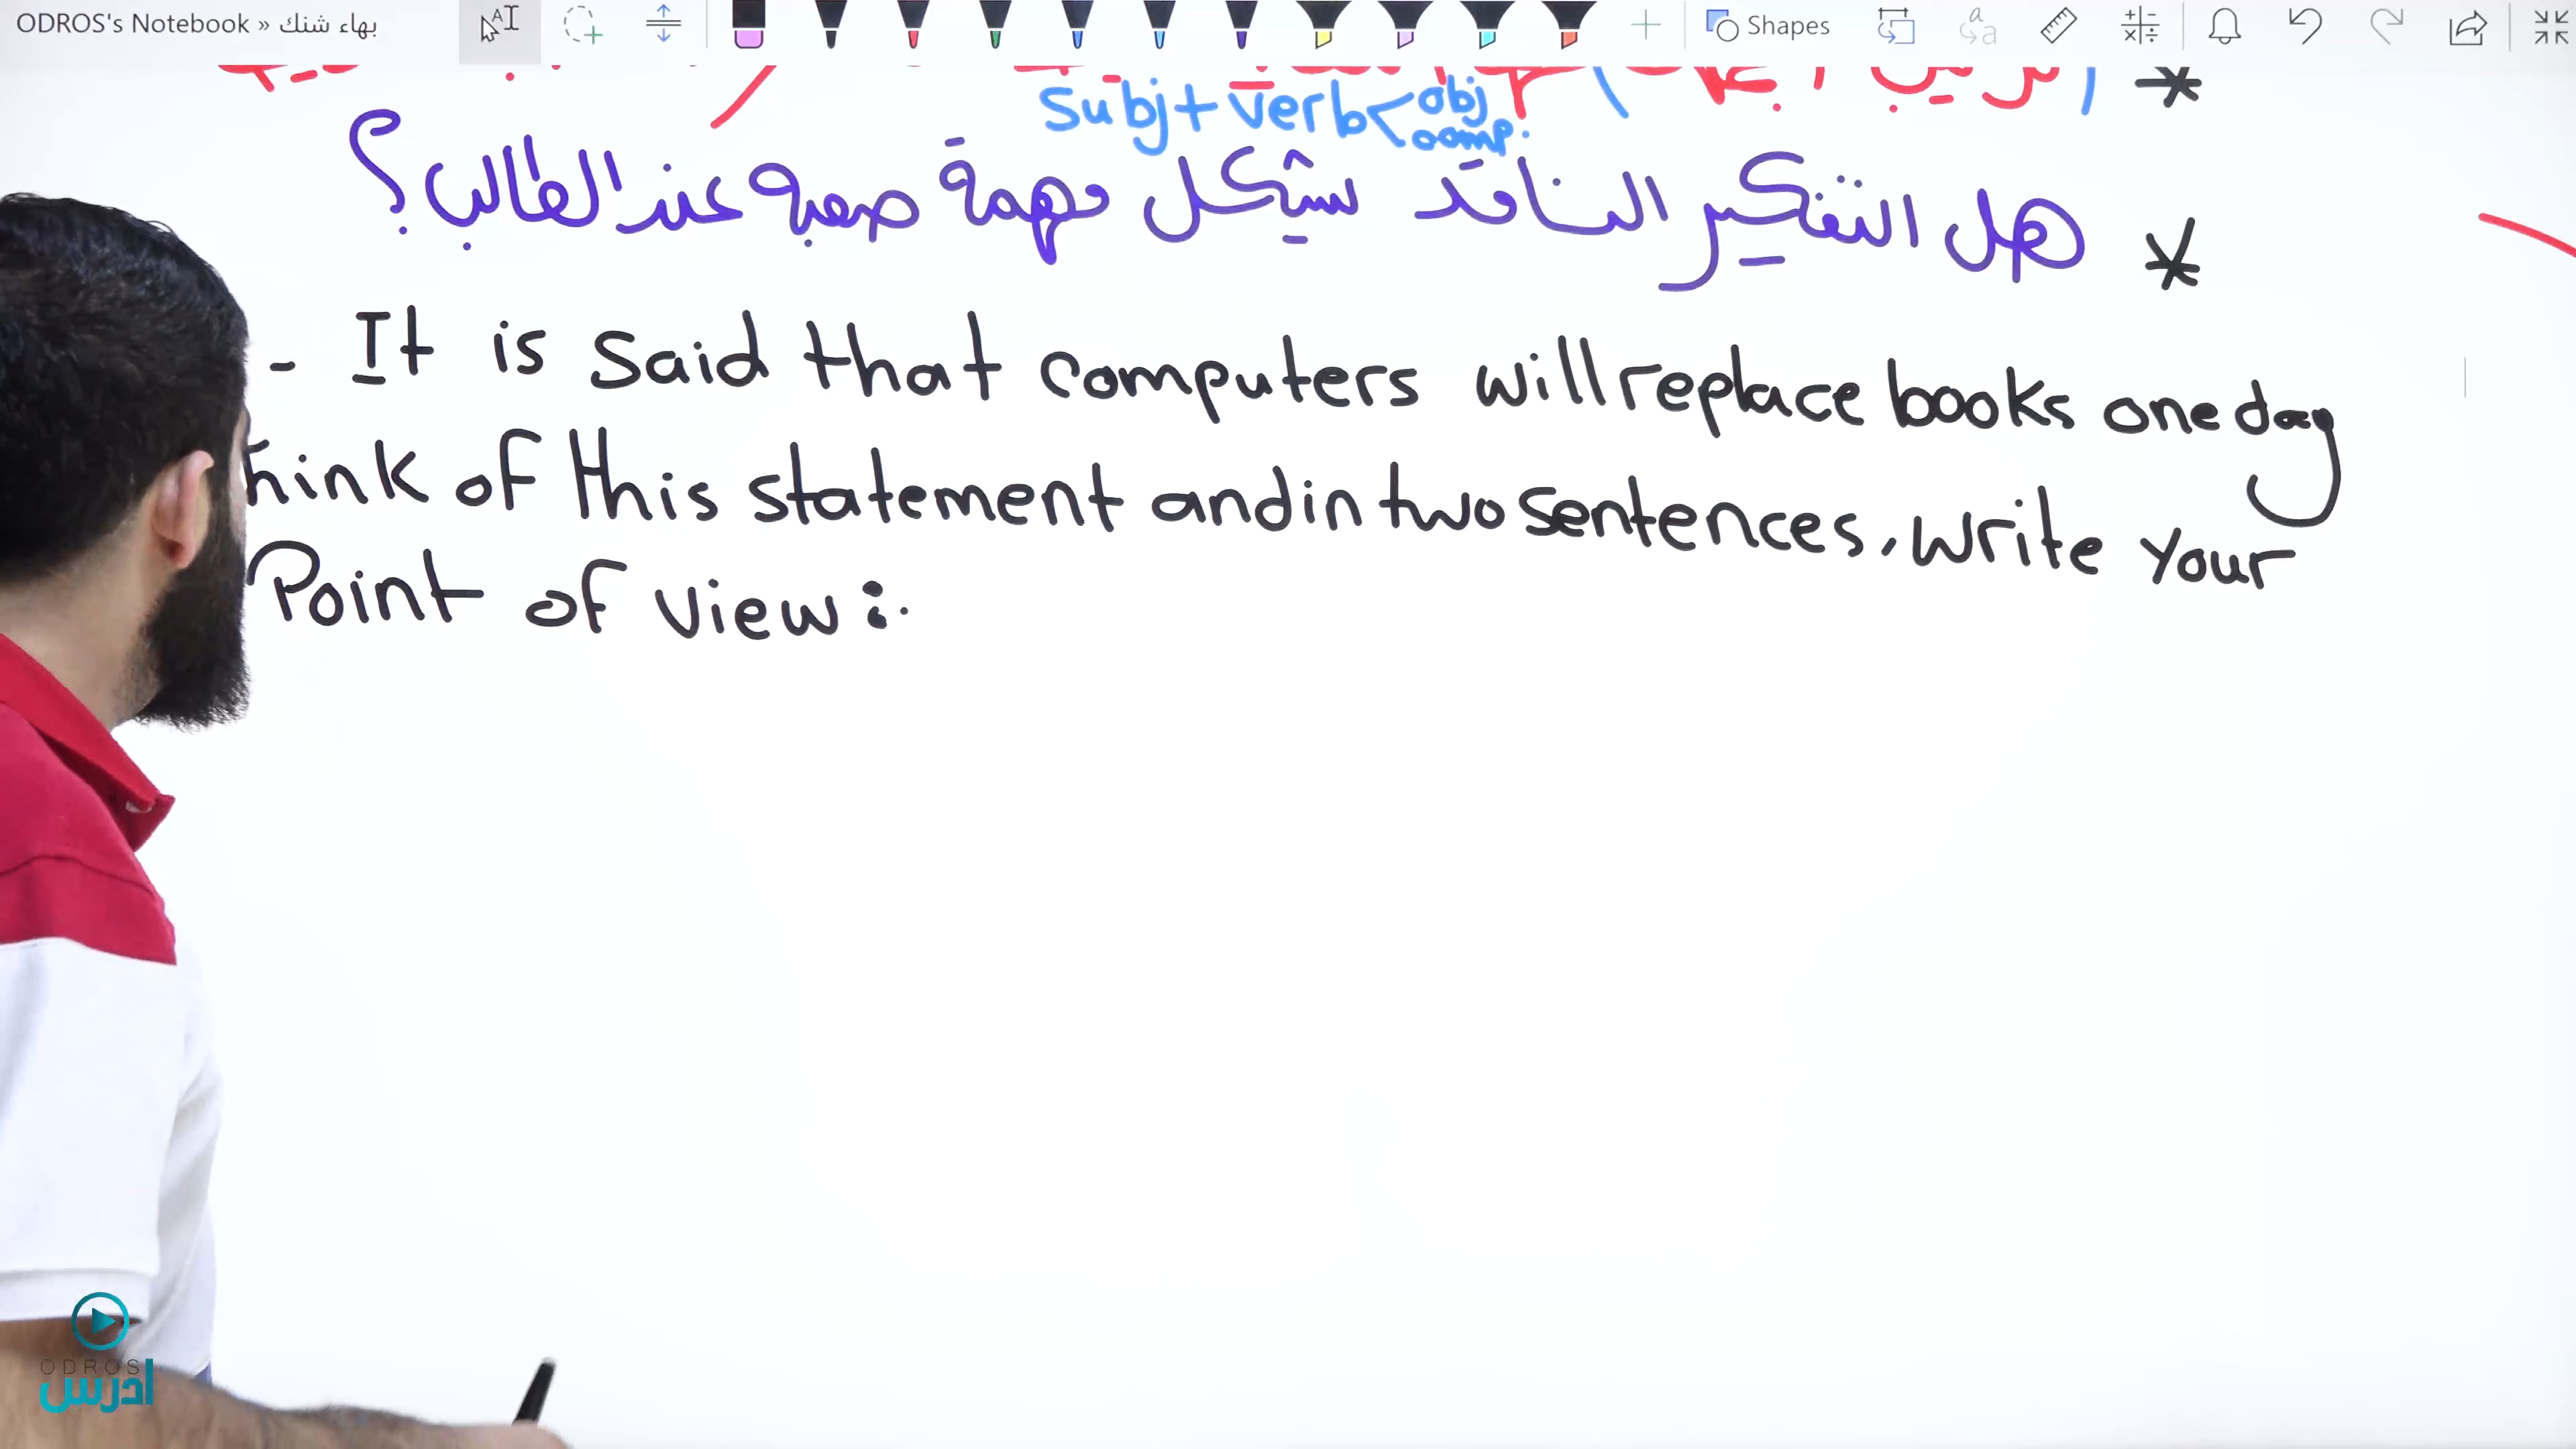 ODROS's Notebook » بهاء شنك
Shapes
Subj + verb < obj
comp.
* هل التفكير الناقد سيشكل مهمة صعبة عند الطالب؟
- It is said that computers will replace books one day
hink of this statement and in two sentences, write your
Point of view:.
ODROS
ادرس